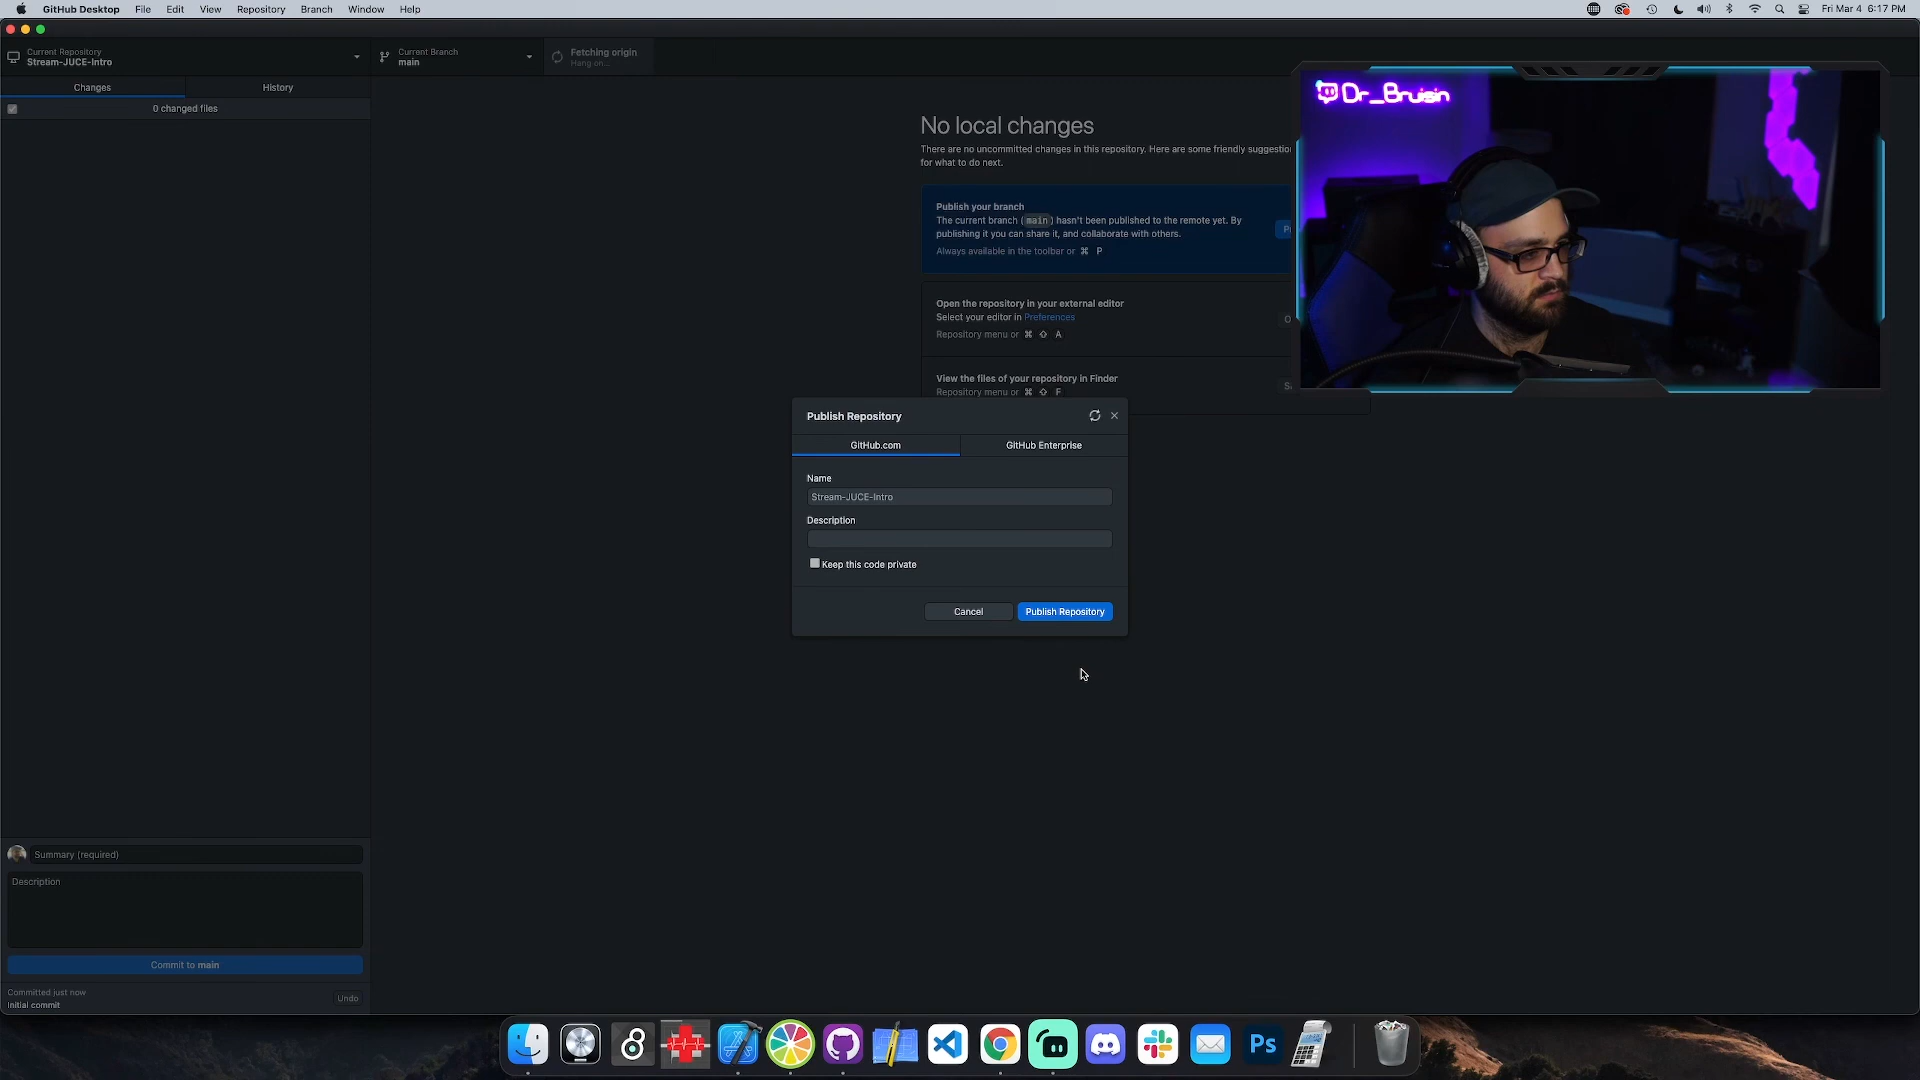 GitHub Desktop File Edit View Repository Branch Window Help
Fri Mar 4 6:17 PM
Current Repository
Stream-JUCE-Intro
Current Branch
main
Fetching origin
Hang on...
Changes
History
0 changed files
Dr_Bruisin
No local changes
There are no uncommitted changes in this repository. Here are some friendly suggestio
for what to do next.
Publish your branch
The current branch ( main ) hasn't been published to the remote yet. By
publishing it you can share it, and collaborate with others.
Always available in the toolbar or ⌘ P
Open the repository in your external editor
Select your editor in Preferences
Repository menu or ⌘ ⇧ A
View the files of your repository in Finder
Repository menu or ⌘ ⇧ F
Publish Repository
GitHub.com
GitHub Enterprise
Name
Stream-JUCE-Intro
Description
Keep this code private
Cancel
Publish Repository
Summary (required)
Description
Commit to main
Committed just now
Initial commit
Undo
Ps